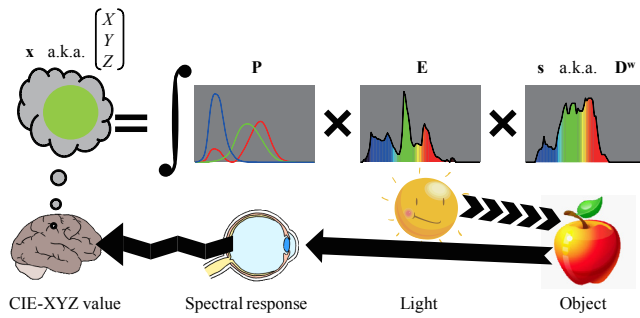 x a.k.a. (X Y Z)
P
E
s a.k.a. Dʷ
CIE-XYZ value
Spectral response
Light
Object